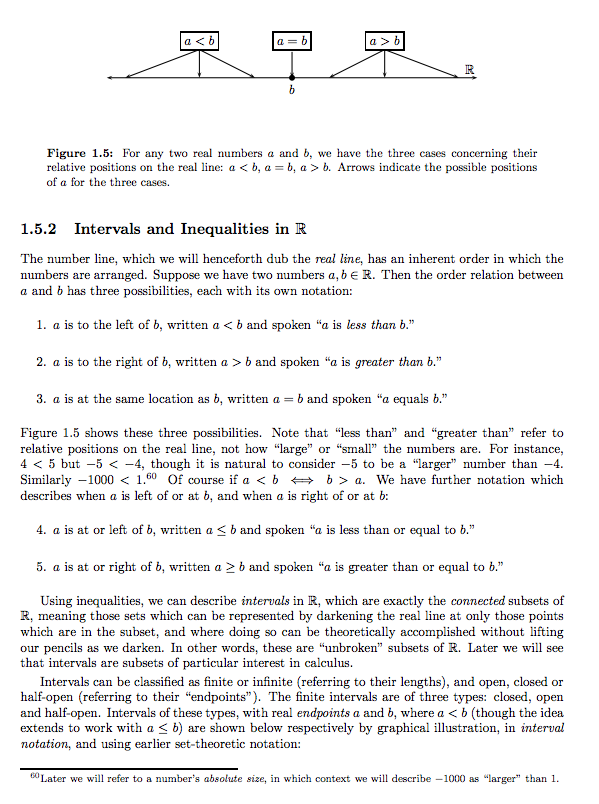 a < b
a = b
a > b
ℝ
b
Figure 1.5: For any two real numbers a and b, we have the three cases concerning their
relative positions on the real line: a < b, a = b, a > b. Arrows indicate the possible positions
of a for the three cases.
1.5.2 Intervals and Inequalities in ℝ
The number line, which we will henceforth dub the real line, has an inherent order in which the
numbers are arranged. Suppose we have two numbers a, b ∈ ℝ. Then the order relation between
a and b has three possibilities, each with its own notation:
1. a is to the left of b, written a < b and spoken “a is less than b.”
2. a is to the right of b, written a > b and spoken “a is greater than b.”
3. a is at the same location as b, written a = b and spoken “a equals b.”
Figure 1.5 shows these three possibilities. Note that “less than” and “greater than” refer to
relative positions on the real line, not how “large” or “small” the numbers are. For instance,
4 < 5 but −5 < −4, though it is natural to consider −5 to be a “larger” number than −4.
Similarly −1000 < 1.⁶⁰ Of course if a < b ⟺ b > a. We have further notation which
describes when a is left of or at b, and when a is right of or at b:
4. a is at or left of b, written a ≤ b and spoken “a is less than or equal to b.”
5. a is at or right of b, written a ≥ b and spoken “a is greater than or equal to b.”
Using inequalities, we can describe intervals in ℝ, which are exactly the connected subsets of
ℝ, meaning those sets which can be represented by darkening the real line at only those points
which are in the subset, and where doing so can be theoretically accomplished without lifting
our pencils as we darken. In other words, these are “unbroken” subsets of ℝ. Later we will see
that intervals are subsets of particular interest in calculus.
Intervals can be classified as finite or infinite (referring to their lengths), and open, closed or
half-open (referring to their “endpoints”). The finite intervals are of three types: closed, open
and half-open. Intervals of these types, with real endpoints a and b, where a < b (though the idea
extends to work with a ≤ b) are shown below respectively by graphical illustration, in interval
notation, and using earlier set-theoretic notation:
⁶⁰Later we will refer to a number’s absolute size, in which context we will describe −1000 as “larger” than 1.